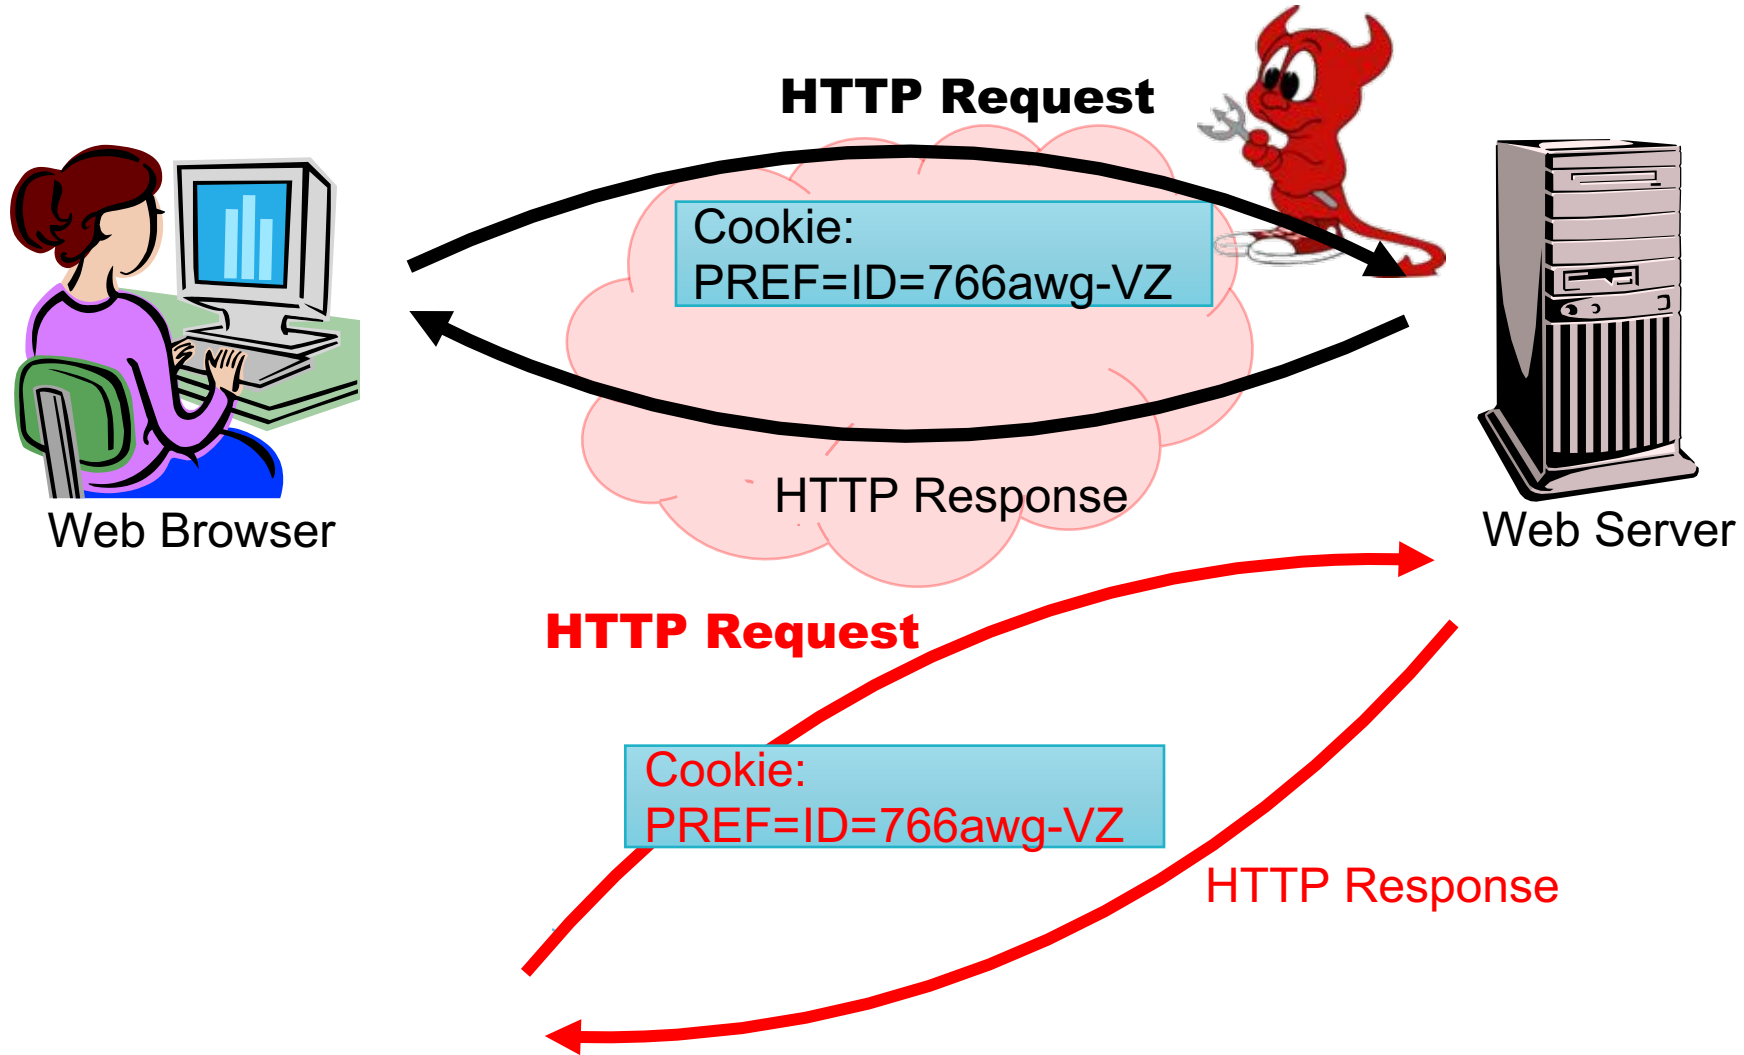 HTTP Request
Cookie:
PREF=ID=766awg-VZ
HTTP Response
Web Browser
Web Server
HTTP Request
Cookie:
PREF=ID=766awg-VZ
HTTP Response